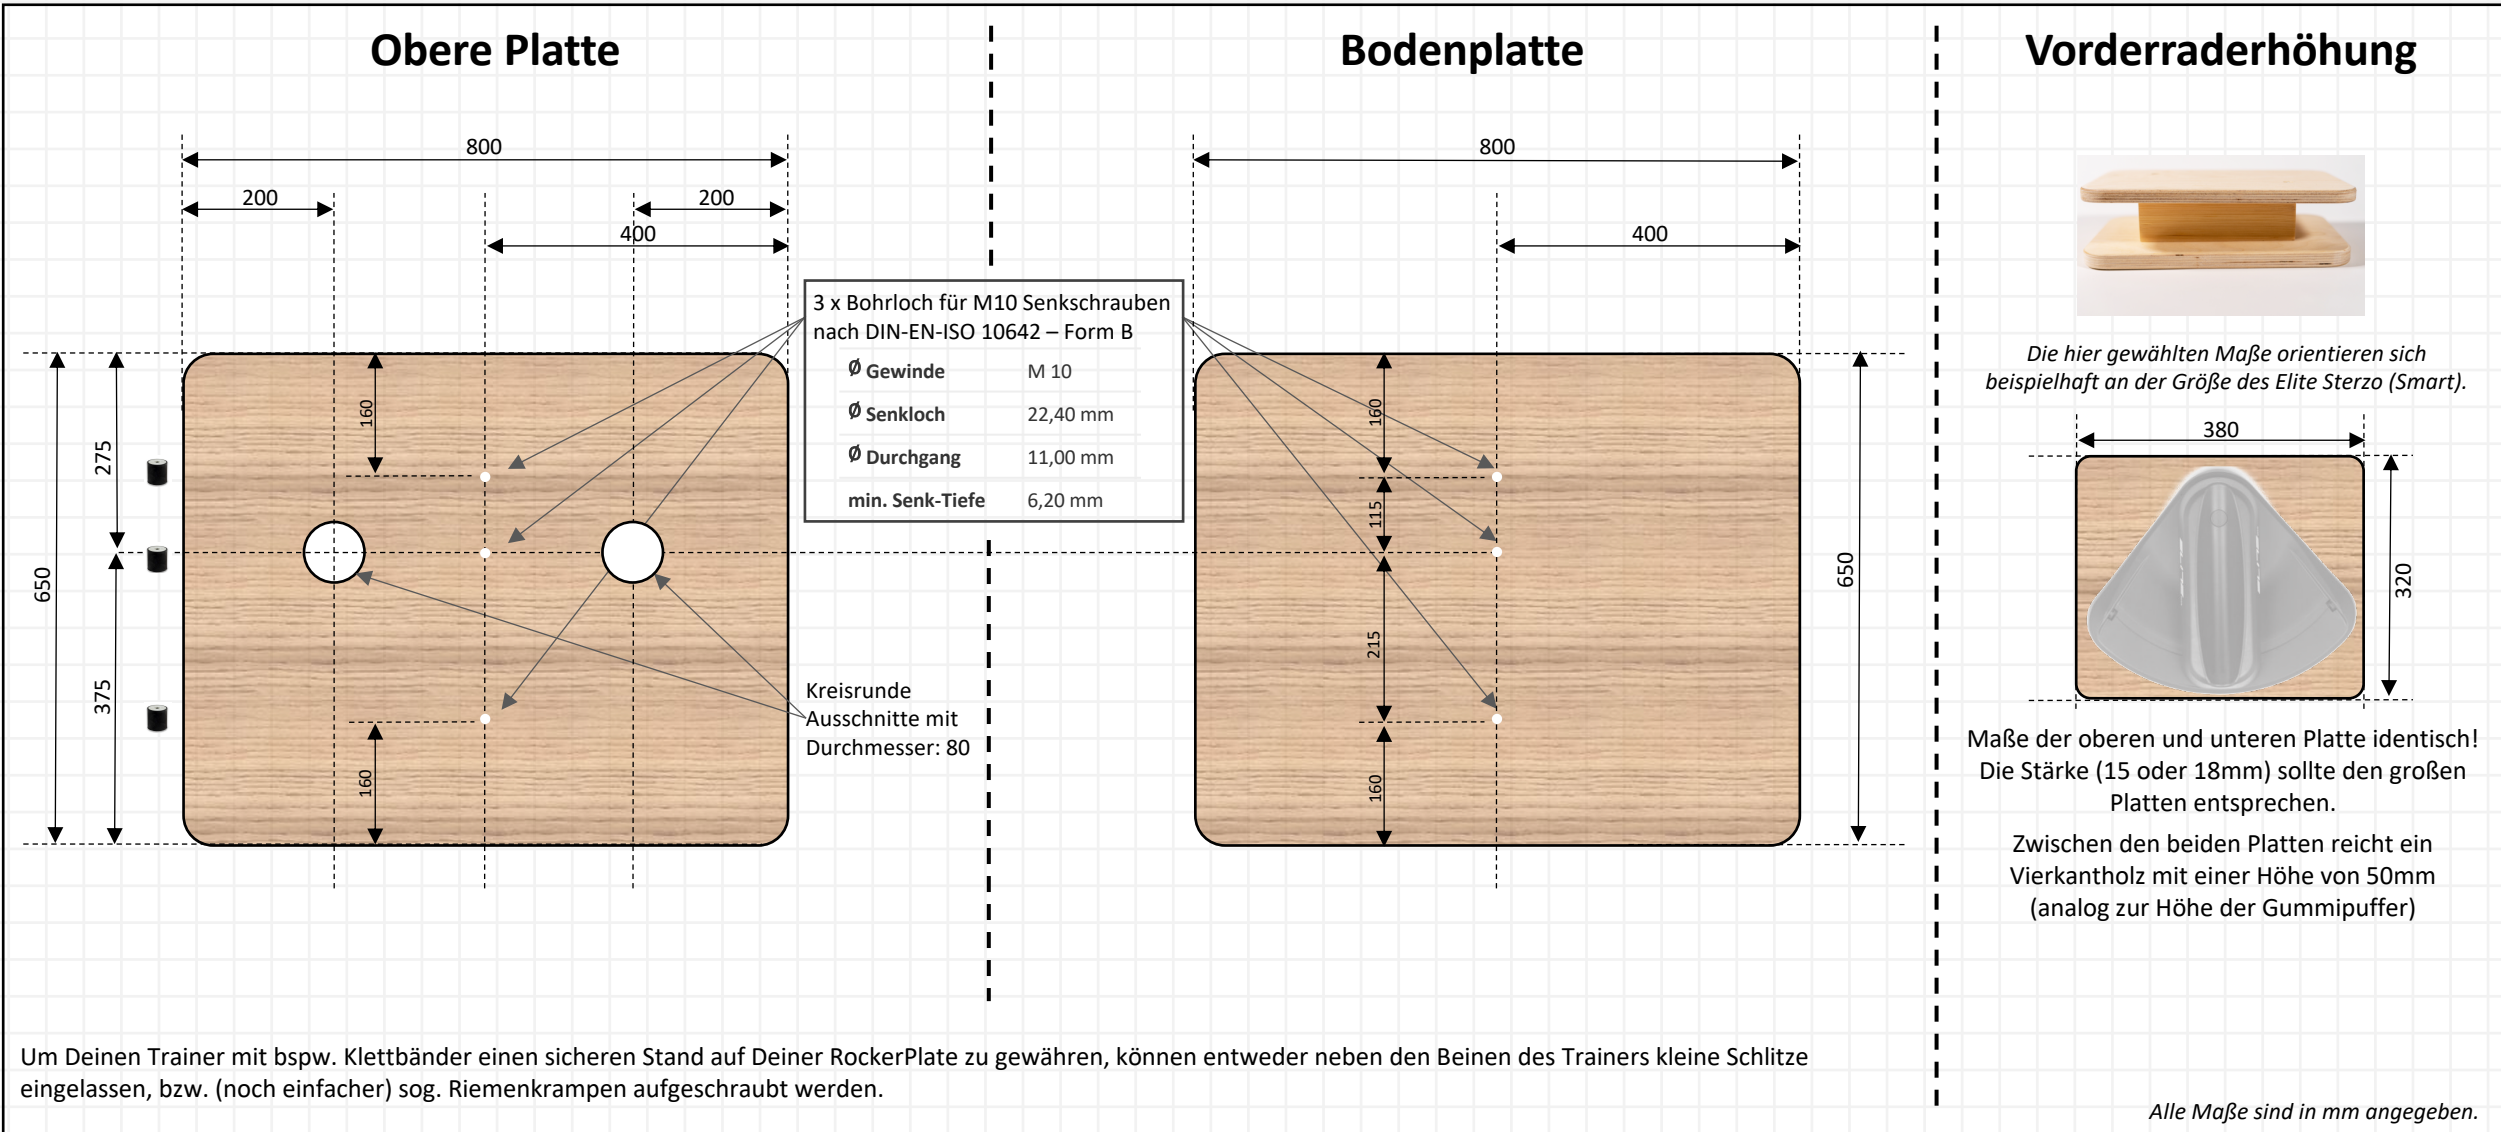 Obere Platte
800
200
200
400
160
275
650
375
160
3 x Bohrloch für M10 Senkschrauben
nach DIN-EN-ISO 10642 – Form B
Ø Gewinde M 10
Ø Senkloch 22,40 mm
Ø Durchgang 11,00 mm
min. Senk-Tiefe 6,20 mm
Kreisrunde
Ausschnitte mit
Durchmesser: 80
Bodenplatte
800
400
160
115
215
650
160
Vorderraderhöhung
Die hier gewählten Maße orientieren sich
beispielhaft an der Größe des Elite Sterzo (Smart).
380
320
Maße der oberen und unteren Platte identisch!
Die Stärke (15 oder 18mm) sollte den großen
Platten entsprechen.
Zwischen den beiden Platten reicht ein
Vierkantholz mit einer Höhe von 50mm
(analog zur Höhe der Gummipuffer)
Um Deinen Trainer mit bspw. Klettbänder einen sicheren Stand auf Deiner RockerPlate zu gewähren, können entweder neben den Beinen des Trainers kleine Schlitze
eingelassen, bzw. (noch einfacher) sog. Riemenkrampen aufgeschraubt werden.
Alle Maße sind in mm angegeben.